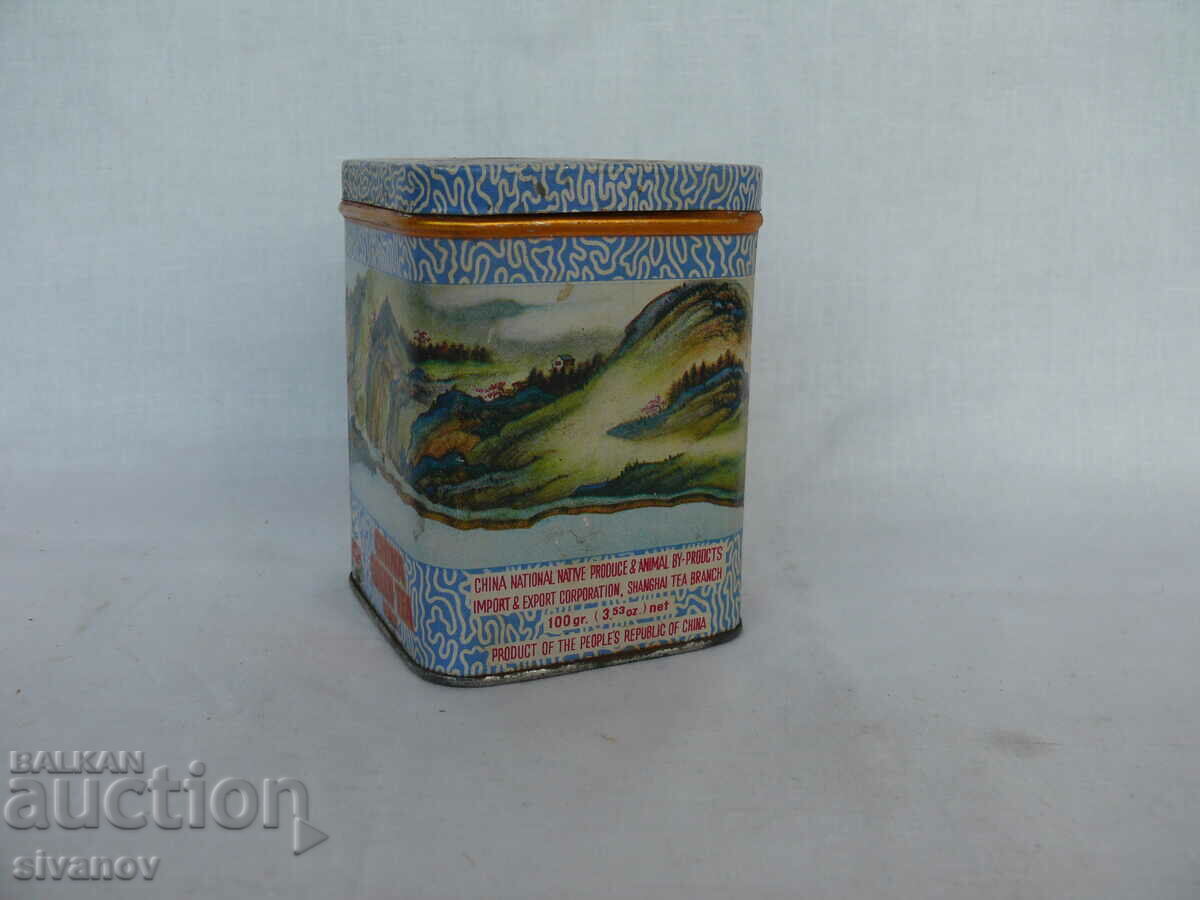 CHINA NATIONAL NATIVE PRODUCE & ANIMAL BY-PRODCTS
IMPORT & EXPORT CORPORATION, SHANGHAI TEA BRANCH
100 gr. (3.53 oz.) net
PRODUCT OF THE PEOPLE'S REPUBLIC OF CHINA
BALKAN
auction
sivanov